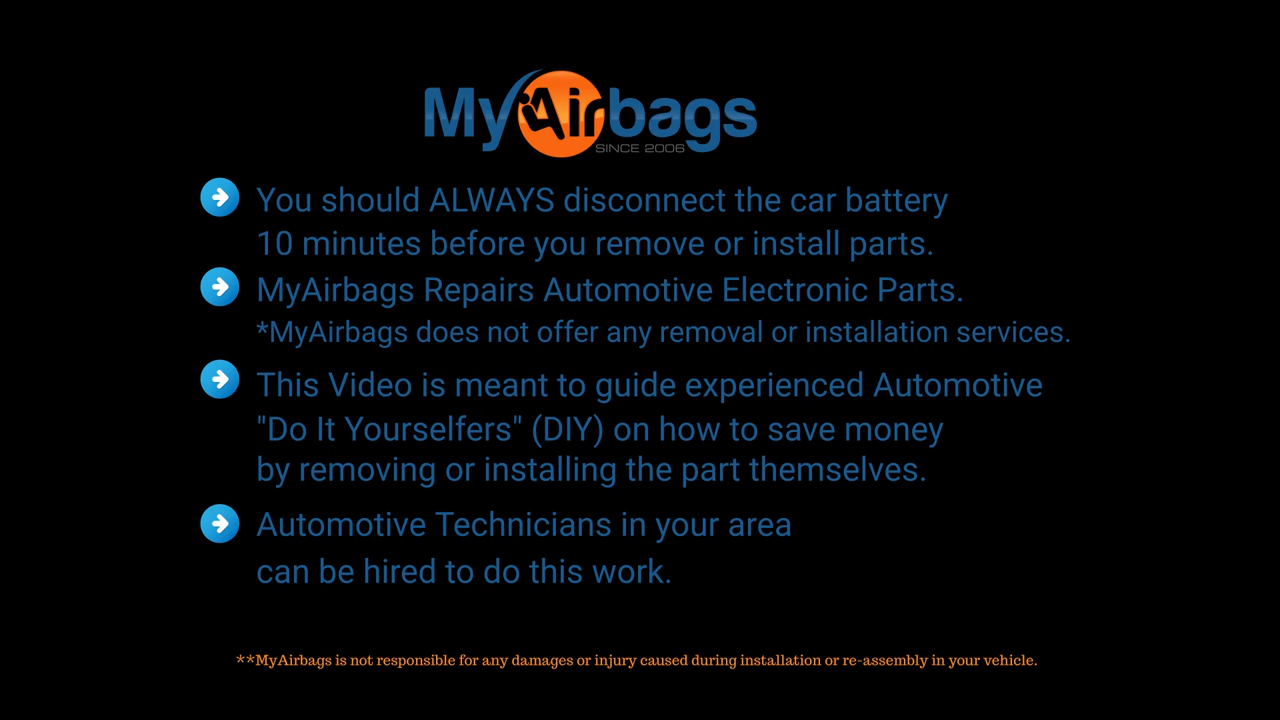 MyAirbags
SINCE 2006
You should ALWAYS disconnect the car battery
10 minutes before you remove or install parts.
MyAirbags Repairs Automotive Electronic Parts.
*MyAirbags does not offer any removal or installation services.
This Video is meant to guide experienced Automotive
"Do It Yourselfers" (DIY) on how to save money
by removing or installing the part themselves.
Automotive Technicians in your area
can be hired to do this work.
**MyAirbags is not responsible for any damages or injury caused during installation or re-assembly in your vehicle.